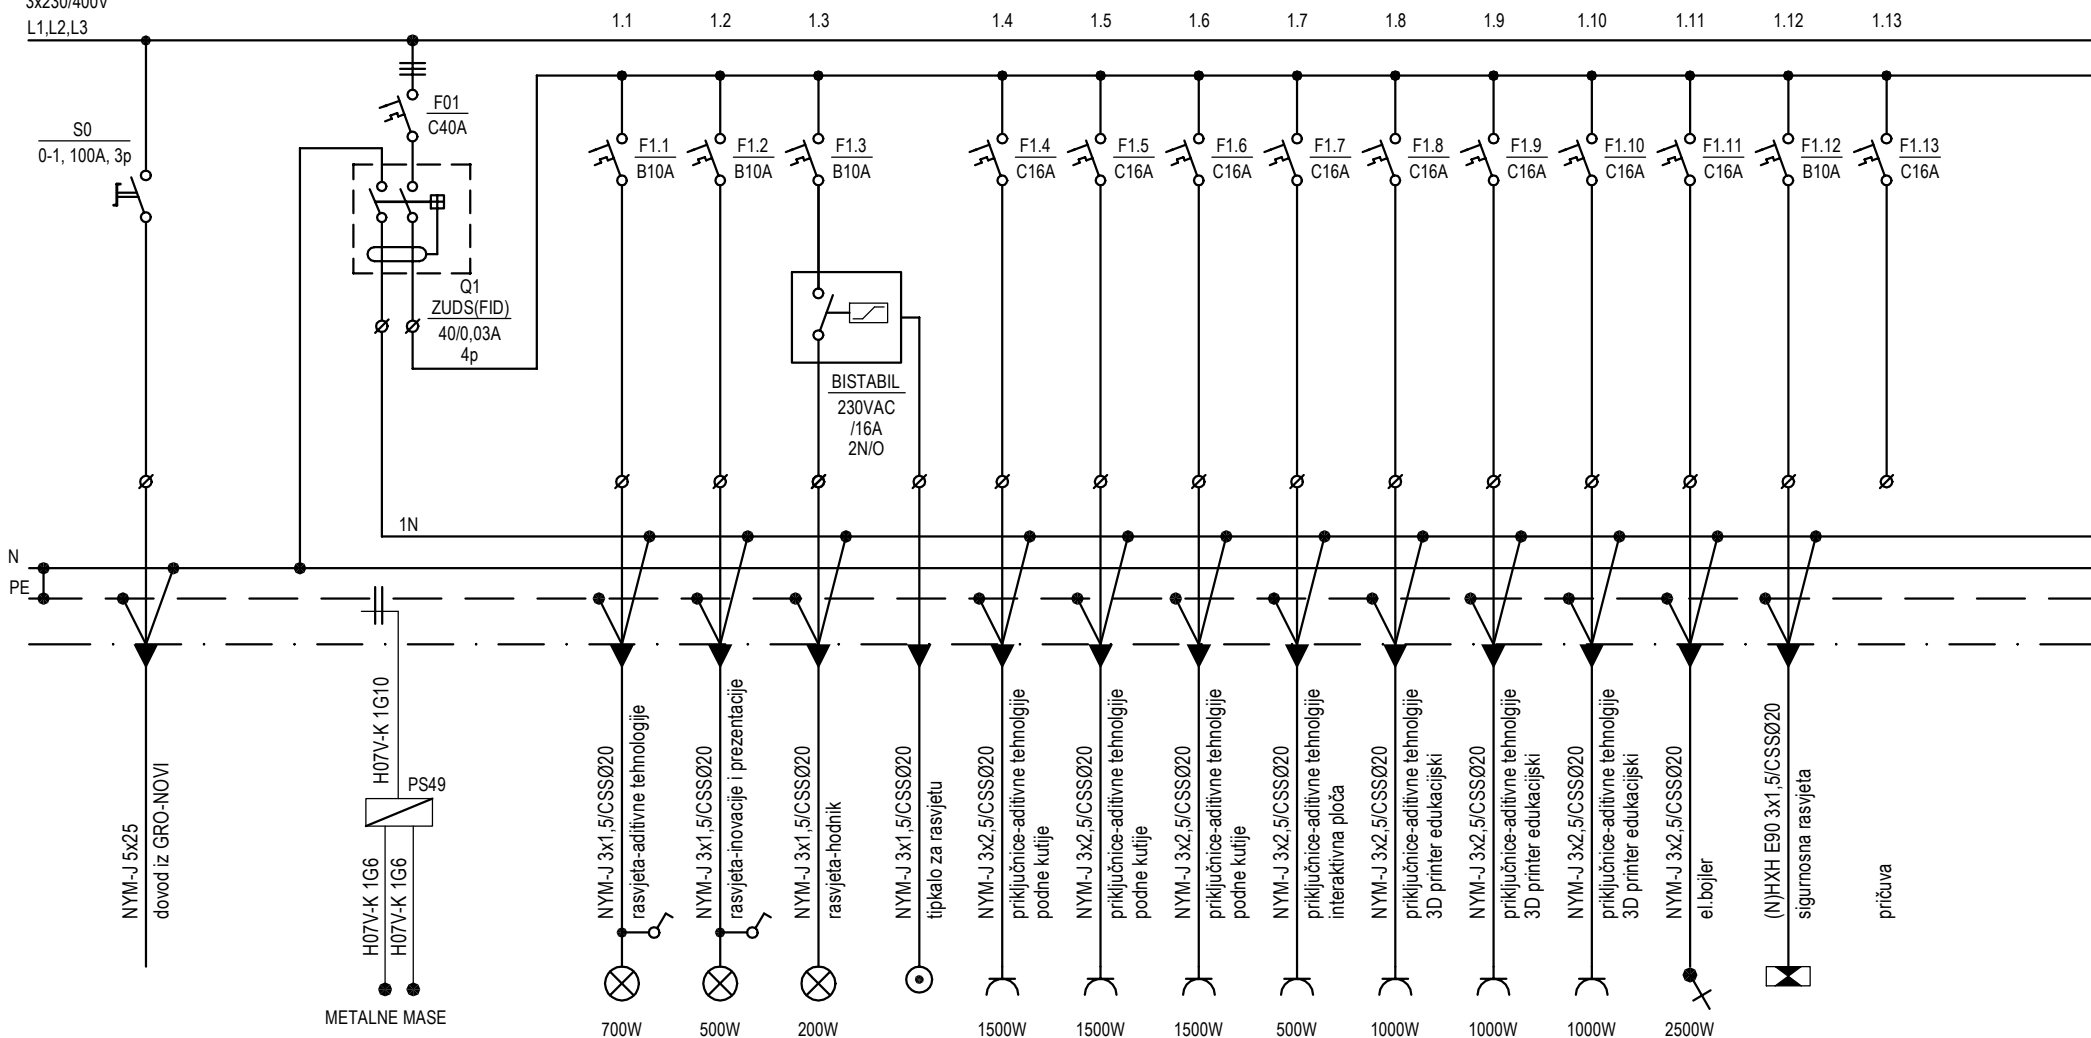 3x230/400V
L1,L2,L3
1.1
1.2
1.3
1.4
1.5
1.6
1.7
1.8
1.9
1.10
1.11
1.12
1.13
S0
0-1, 100A, 3p
F01
C40A
F1.1
B10A
F1.2
B10A
F1.3
B10A
F1.4
C16A
F1.5
C16A
F1.6
C16A
F1.7
C16A
F1.8
C16A
F1.9
C16A
F1.10
C16A
F1.11
C16A
F1.12
B10A
F1.13
C16A
Q1
ZUDS(FID)
40/0,03A
4p
BISTABIL
230VAC
/16A
2N/O
1N
N
PE
NYM-J 5x25
dovod iz GRO-NOVI
H07V-K 1G10
PS49
H07V-K 1G6
H07V-K 1G6
METALNE MASE
NYM-J 3x1,5/CSSØ20
rasvjeta-aditivne tehnologije
NYM-J 3x1,5/CSSØ20
rasvjeta-inovacije i prezentacije
NYM-J 3x1,5/CSSØ20
rasvjeta-hodnik
NYM-J 3x1,5/CSSØ20
tipkalo za rasvjetu
NYM-J 3x2,5/CSSØ20
priključnice-aditivne tehnolgije
podne kutije
NYM-J 3x2,5/CSSØ20
priključnice-aditivne tehnolgije
podne kutije
NYM-J 3x2,5/CSSØ20
priključnice-aditivne tehnolgije
podne kutije
NYM-J 3x2,5/CSSØ20
priključnice-aditivne tehnolgije
interaktivna ploča
NYM-J 3x2,5/CSSØ20
priključnice-aditivne tehnolgije
3D printer edukacijski
NYM-J 3x2,5/CSSØ20
priključnice-aditivne tehnolgije
3D printer edukacijski
NYM-J 3x2,5/CSSØ20
priključnice-aditivne tehnolgije
3D printer edukacijski
NYM-J 3x2,5/CSSØ20
el.bojler
(N)HXH E90 3x1,5/CSSØ20
sigurnosna rasvjeta
pričuva
700W
500W
200W
1500W
1500W
1500W
500W
1000W
1000W
1000W
2500W